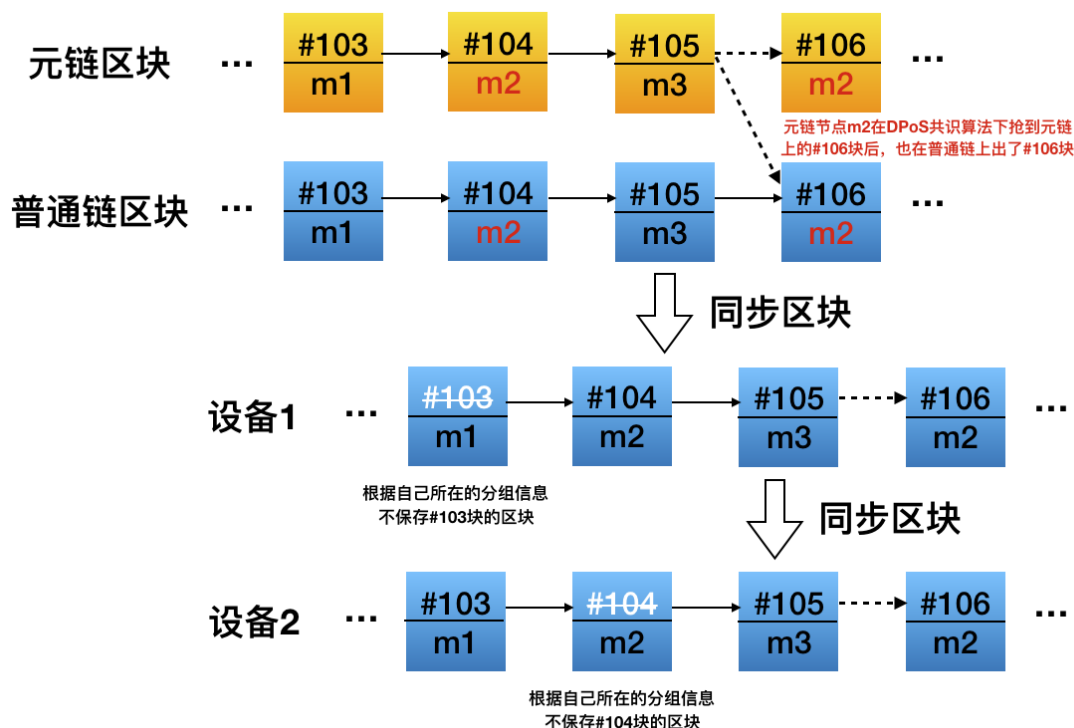 元链区块 ... #103 #104 #105 #106 ...
m1 m2 m3 m2
元链节点m2在DPoS共识算法下抢到元链
上的#106块后，也在普通链上出了#106块
普通链区块 ... #103 #104 #105 #106 ...
m1 m2 m3 m2
同步区块
设备1 ... #103 #104 #105 #106 ...
m1 m2 m3 m2
根据自己所在的分组信息
不保存#103块的区块
同步区块
设备2 ... #103 #104 #105 #106 ...
m1 m2 m3 m2
根据自己所在的分组信息
不保存#104块的区块